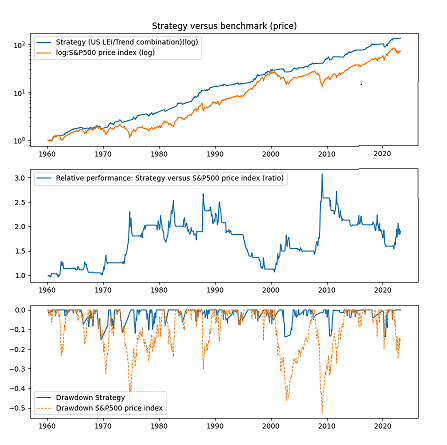 Strategy versus benchmark (price)
10²
10¹
10⁰
Strategy (US LEI/Trend combination)(log)
log:S&P500 price index (log)
1960 1970 1980 1990 2000 2010 2020
3.0
2.5
2.0
1.5
1.0
Relative performance: Strategy versus S&P500 price index (ratio)
1960 1970 1980 1990 2000 2010 2020
0.0
−0.1
−0.2
−0.3
−0.4
−0.5
Drawdown Strategy
Drawdown S&P500 price index
1960 1970 1980 1990 2000 2010 2020